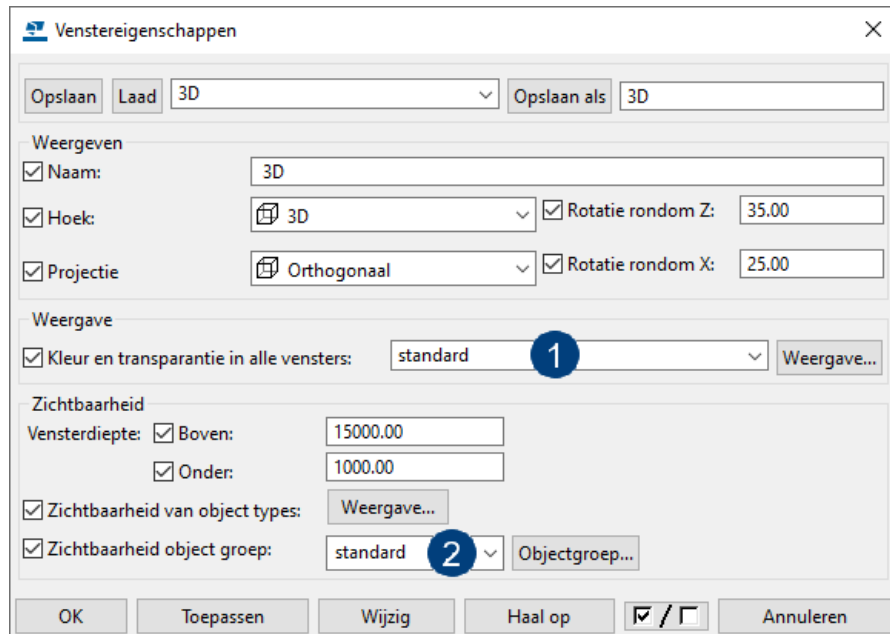 Venstereigenschappen
Opslaan Laad 3D Opslaan als 3D
Weergeven
Naam: 3D
Hoek: 3D Rotatie rondom Z: 35.00
Projectie Orthogonaal Rotatie rondom X: 25.00
Weergave
Kleur en transparantie in alle vensters: standard 1 Weergave...
Zichtbaarheid
Vensterdiepte: Boven: 15000.00
Onder: 1000.00
Zichtbaarheid van object types: Weergave...
Zichtbaarheid object groep: standard 2 Objectgroep...
OK Toepassen Wijzig Haal op / Annuleren